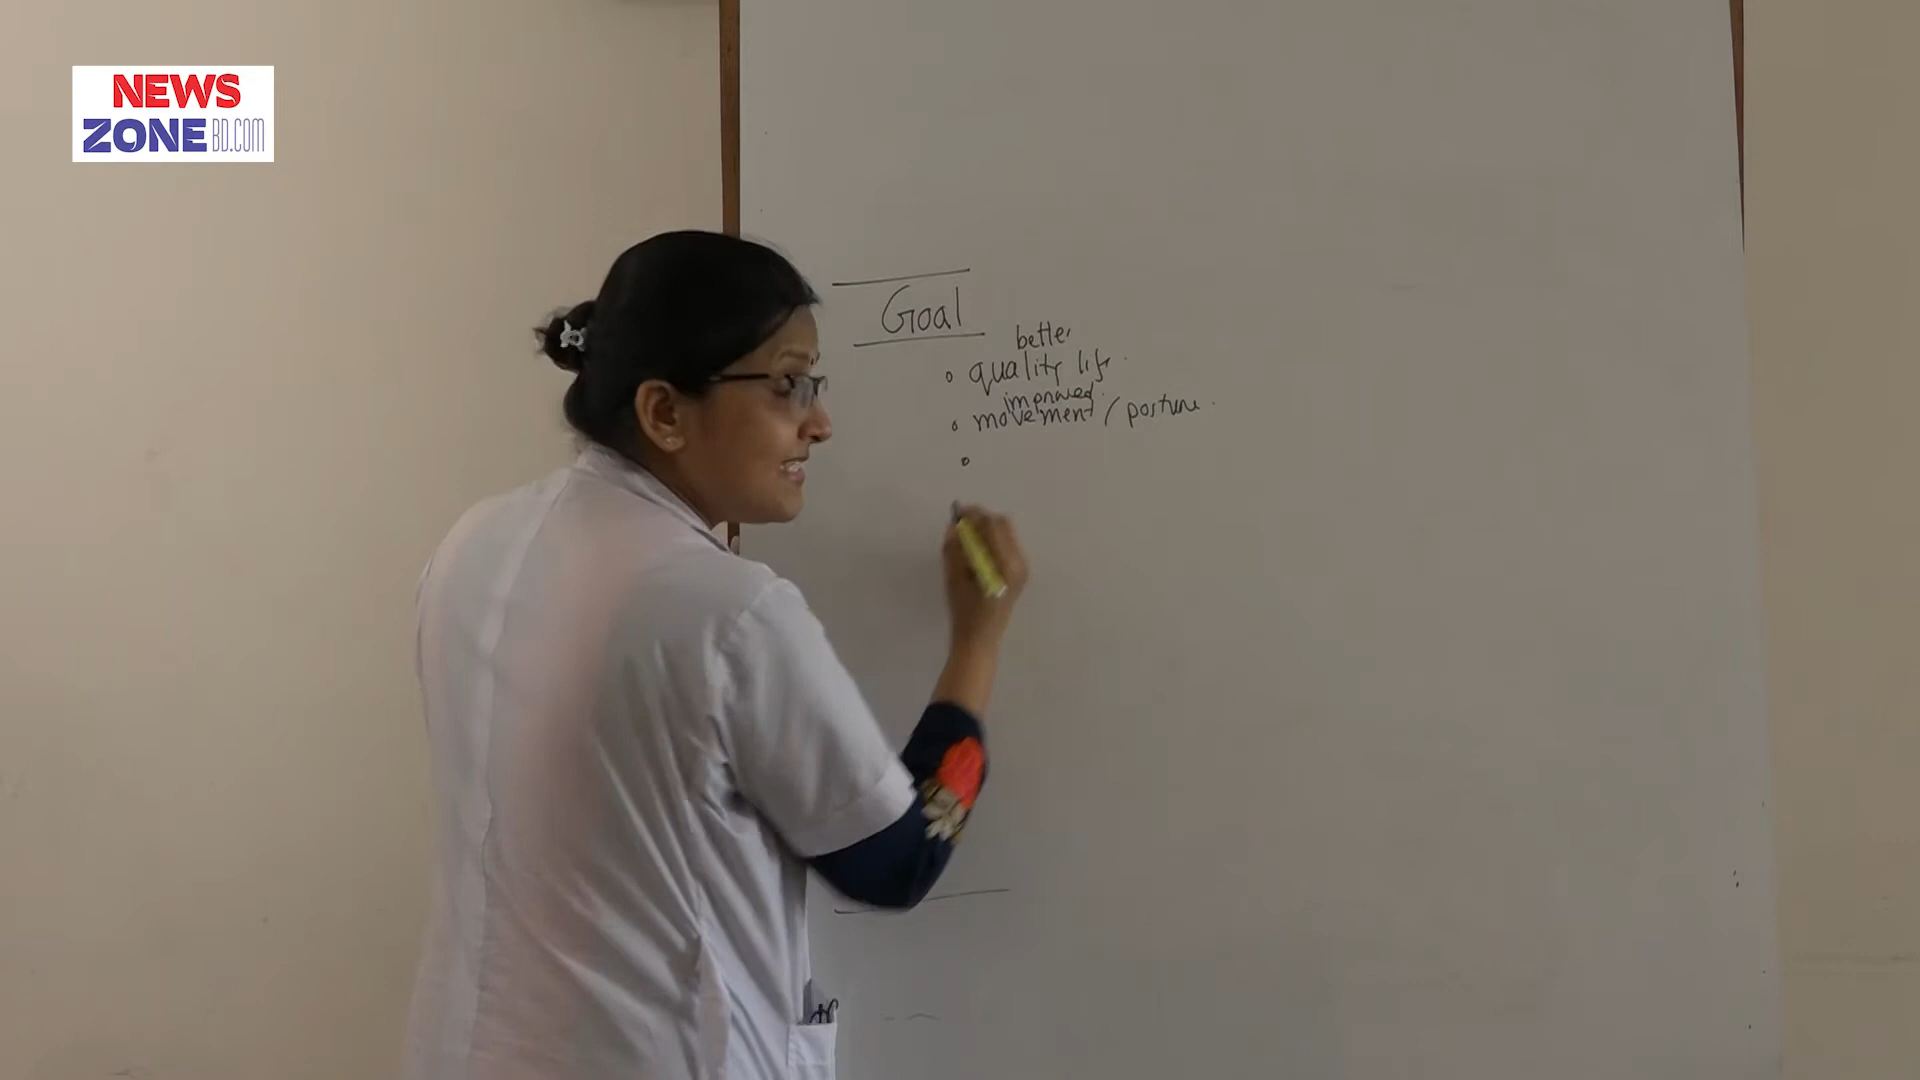 NEWS
ZONE BD.COM
Goal
better
quality life.
improved
movement / posture.